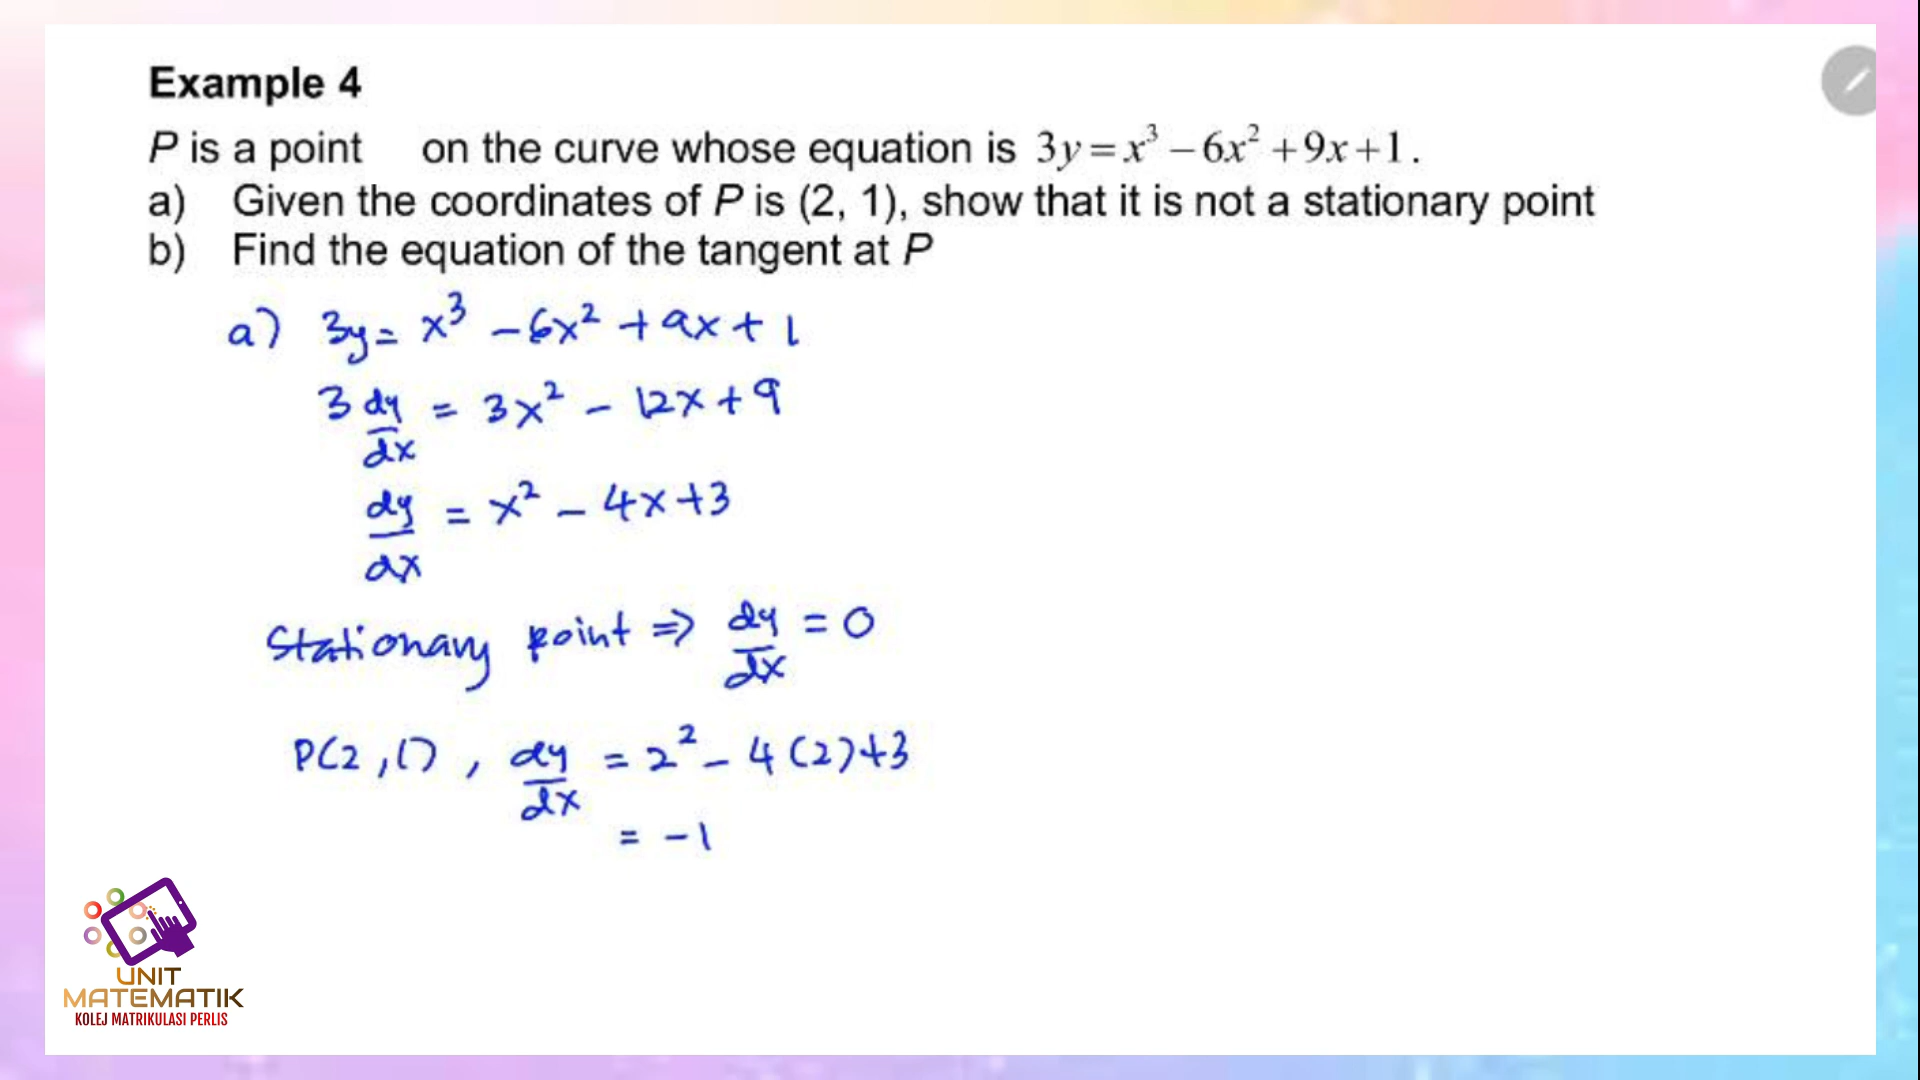 Example 4
P is a point on the curve whose equation is 3y = x³ − 6x² + 9x + 1.
a) Given the coordinates of P is (2, 1), show that it is not a stationary point
b) Find the equation of the tangent at P
a) 3y = x³ − 6x² + 9x + 1
3 dy/dx = 3x² − 12x + 9
dy/dx = x² − 4x + 3
Stationary point ⇒ dy/dx = 0
P(2, 1), dy/dx = 2² − 4(2) + 3
= −1
UNIT
MATEMATIK
KOLEJ MATRIKULASI PERLIS